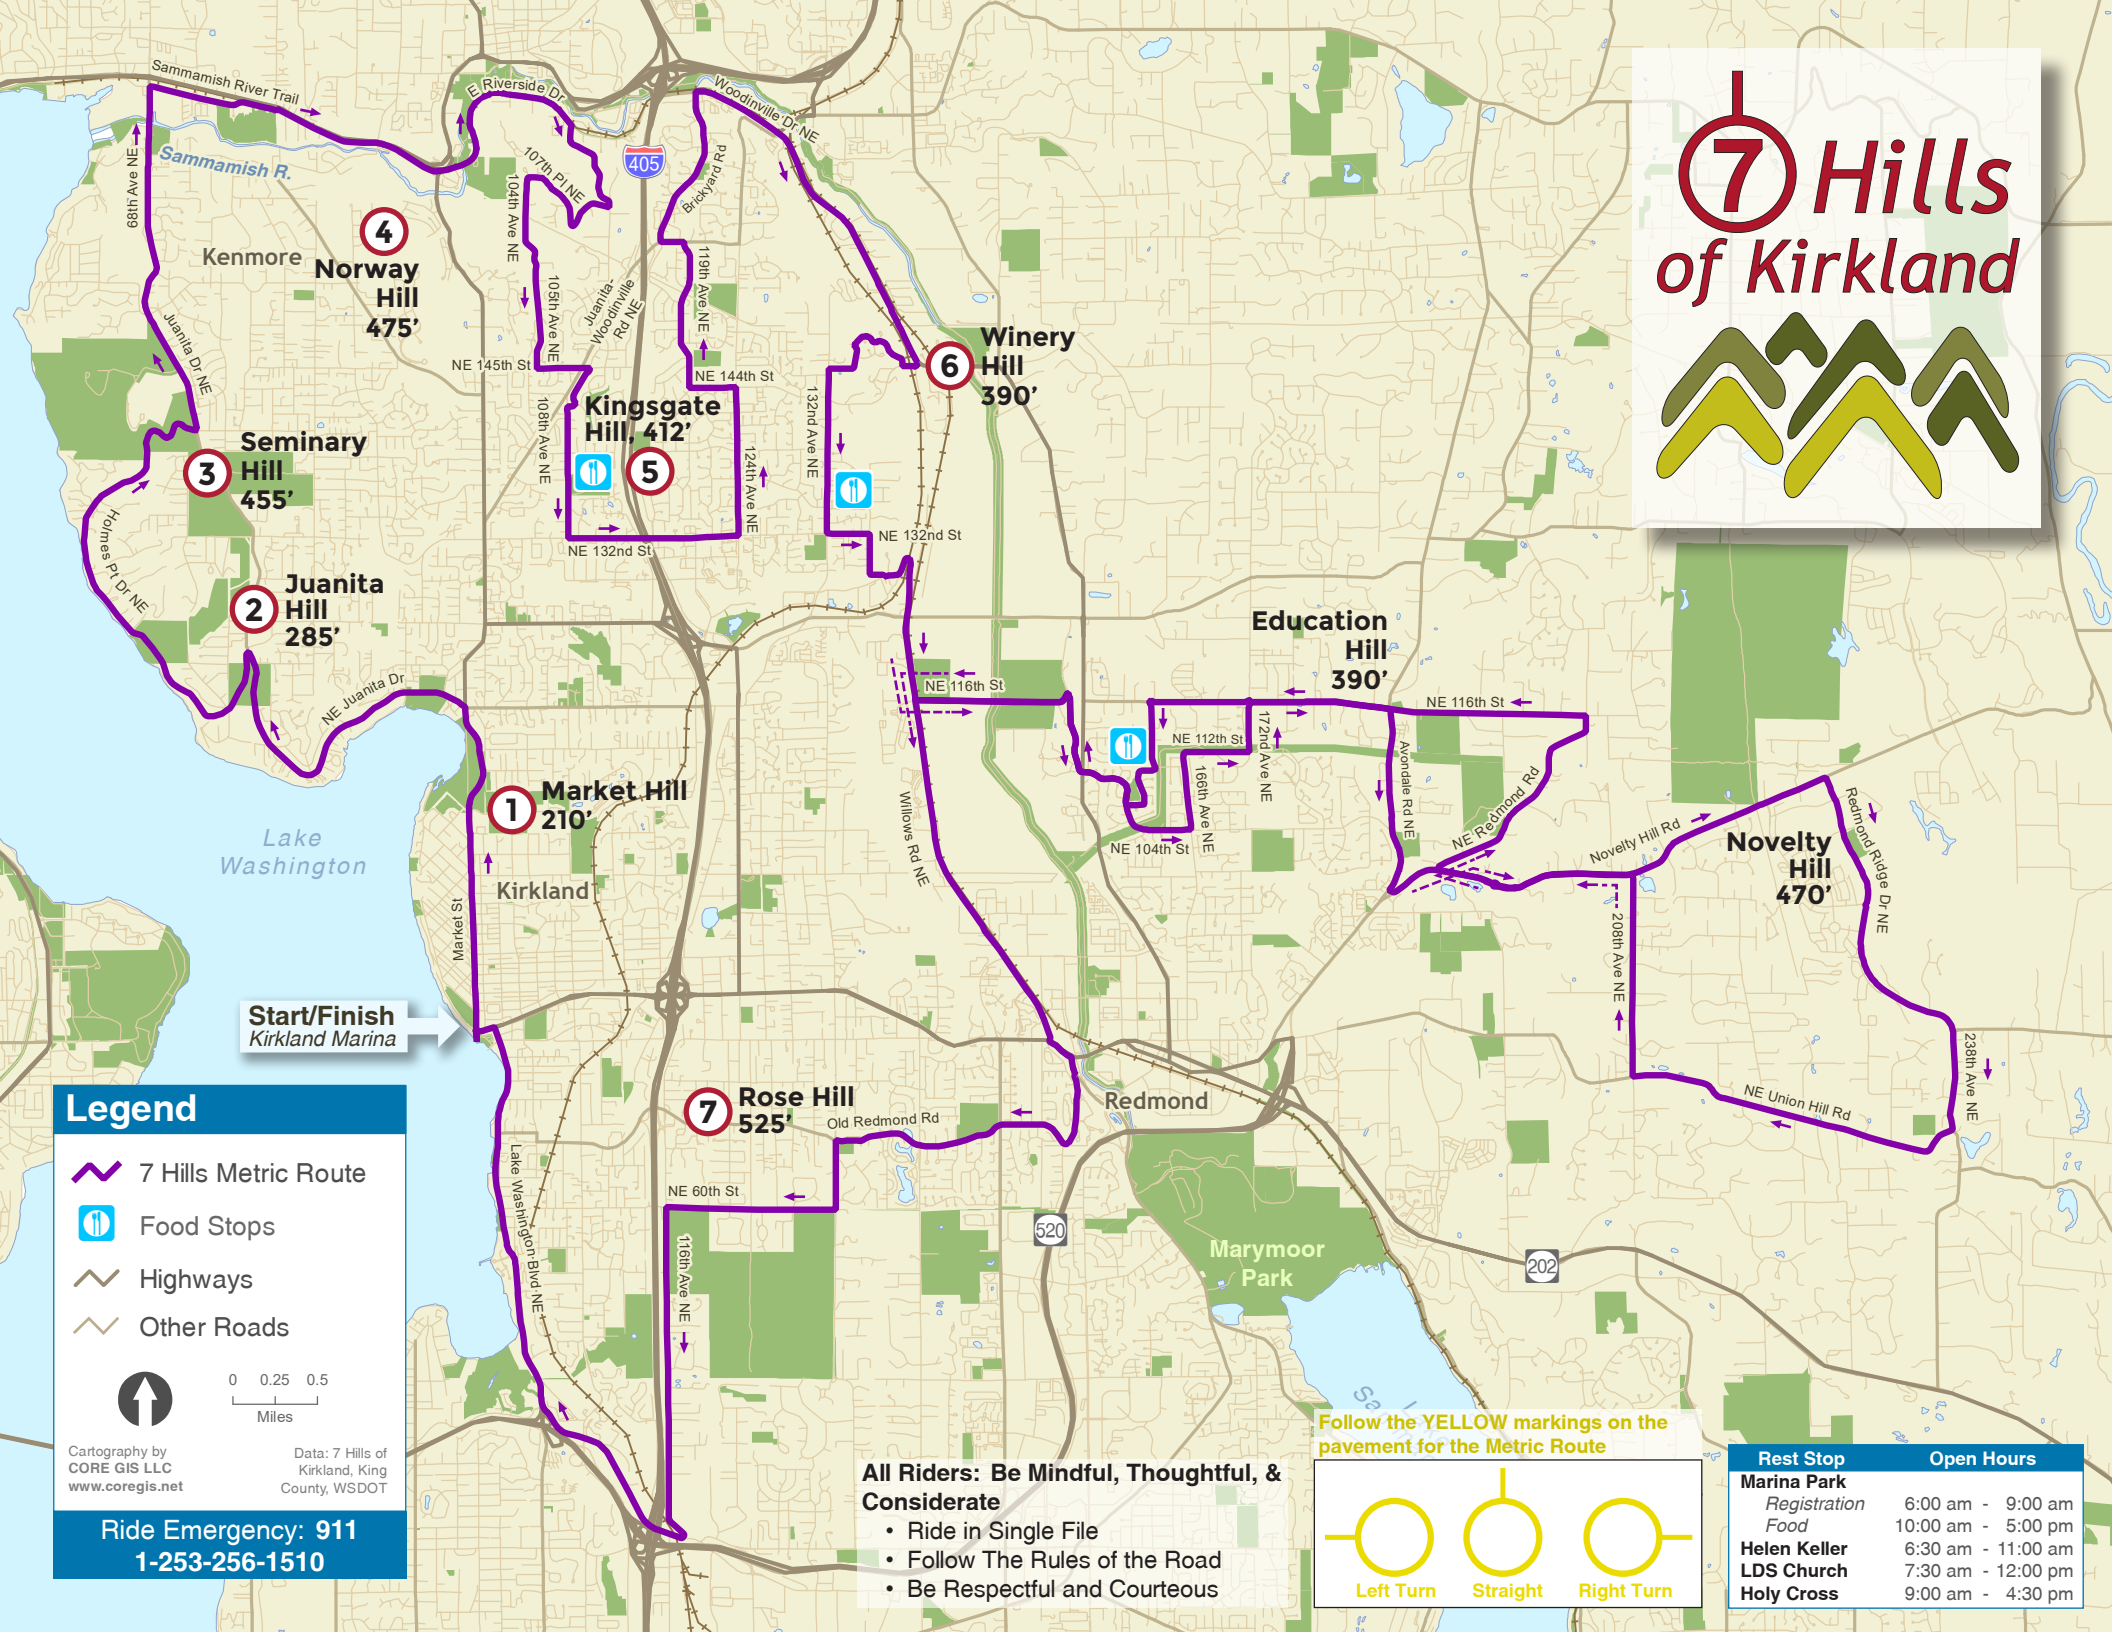 7 Hills
of Kirkland
Sammamish River Trail
E Riverside Dr
Woodinville Dr NE
68th Ave NE
Sammamish R.
107th Pl NE
104th Ave NE
405
Brickyard Rd
Kenmore
4
Norway
Hill
475’
Juanita-
Woodinville
Rd NE
105th Ave NE
119th Ave NE
Juanita Dr NE
NE 145th St
NE 144th St
6
Winery
Hill
390’
108th Ave NE
Kingsgate
Hill, 412’
5
132nd Ave NE
124th Ave NE
3
Seminary
Hill
455’
Holmes Pt Dr NE
NE 132nd St
NE 132nd St
2
Juanita
Hill
285’
NE Juanita Dr
Education
Hill
390’
NE 116th St
NE 116th St
NE 112th St
172nd Ave NE
166th Ave NE
NE 104th St
Avondale Rd NE
NE Redmond Rd
Novelty Hill Rd
Redmond Ridge Dr NE
Novelty
Hill
470’
208th Ave NE
238th Ave NE
NE Union Hill Rd
1
Market Hill
210’
Lake
Washington
Kirkland
Market St
Willows Rd NE
Start/Finish
Kirkland Marina
7
Rose Hill
525’
Old Redmond Rd
Redmond
NE 60th St
116th Ave NE
Lake Washington Blvd NE
520
202
Marymoor
Park
Legend
7 Hills Metric Route
Food Stops
Highways
Other Roads
0 0.25 0.5
Miles
Cartography by
CORE GIS LLC
www.coregis.net
Data: 7 Hills of
Kirkland, King
County, WSDOT
Ride Emergency: 911
1-253-256-1510
All Riders: Be Mindful, Thoughtful, &
Considerate
• Ride in Single File
• Follow The Rules of the Road
• Be Respectful and Courteous
Follow the YELLOW markings on the
pavement for the Metric Route
Left Turn Straight Right Turn
Rest Stop Open Hours
Marina Park
Registration 6:00 am - 9:00 am
Food 10:00 am - 5:00 pm
Helen Keller 6:30 am - 11:00 am
LDS Church 7:30 am - 12:00 pm
Holy Cross 9:00 am - 4:30 pm